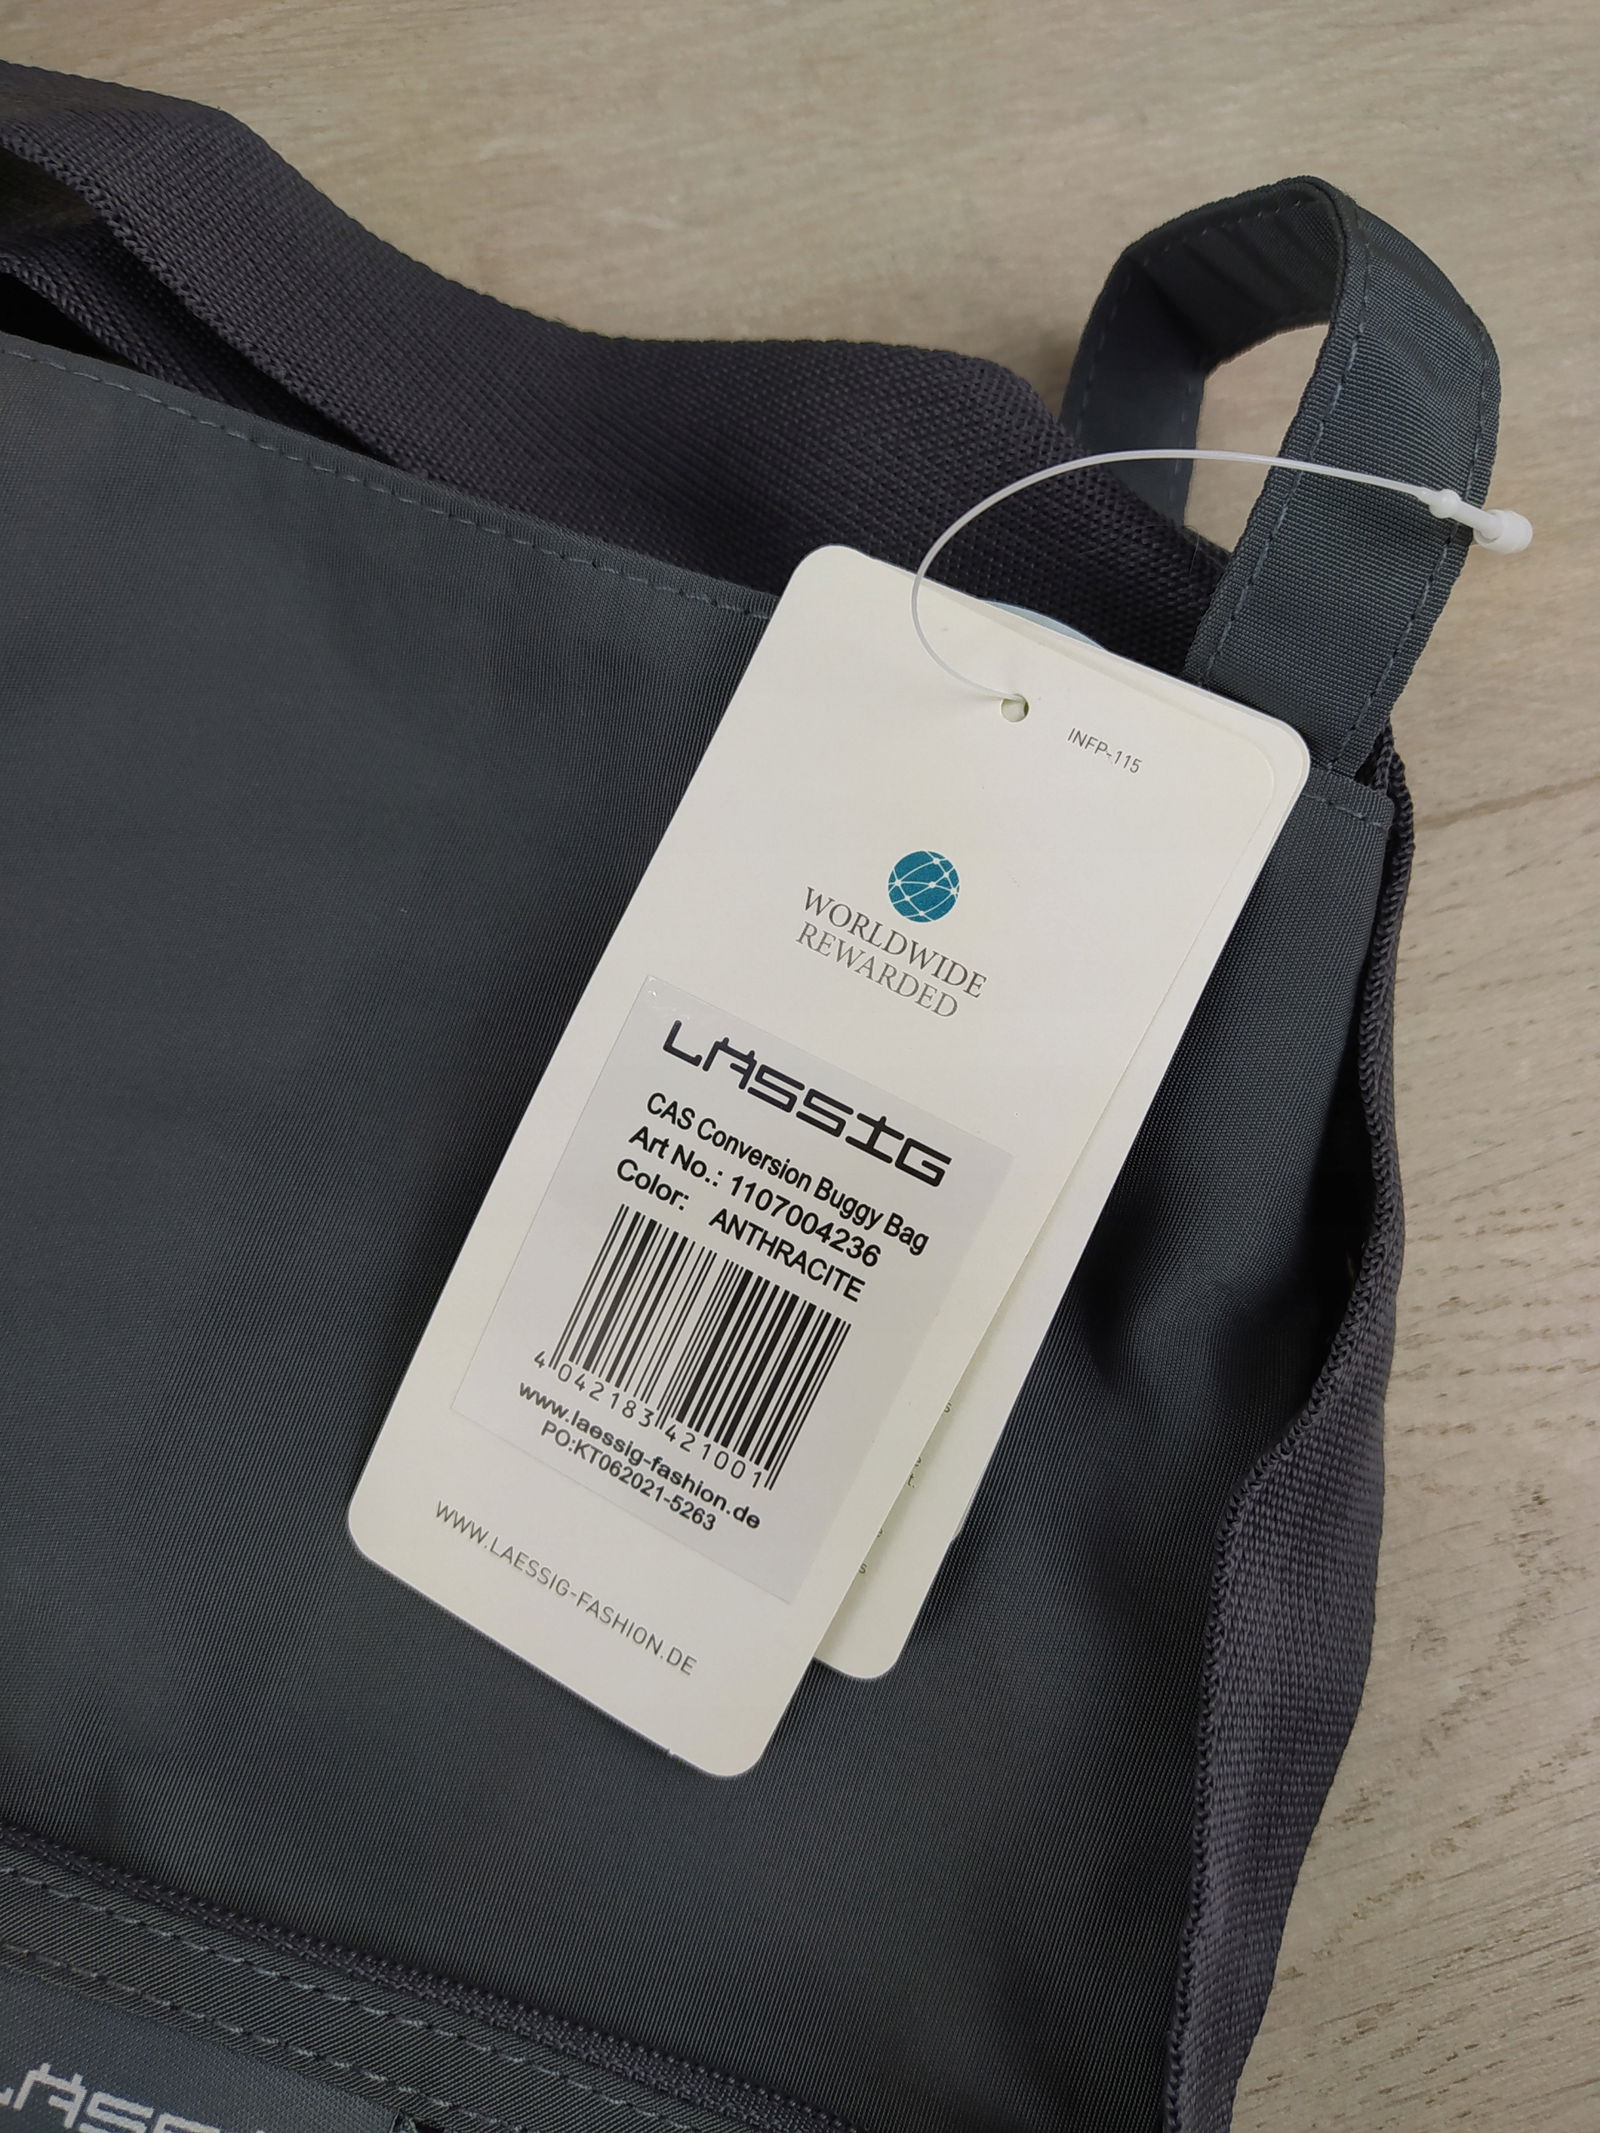 INFP-115
WORLDWIDE
REWARDED
LÄSSIG
CAS Conversion Buggy Bag
Art No.: 1107004236
Color: ANTHRACITE
4 042183 421001
www.laessig-fashion.de
PO:KT062021-5263
WWW.LAESSIG-FASHION.DE